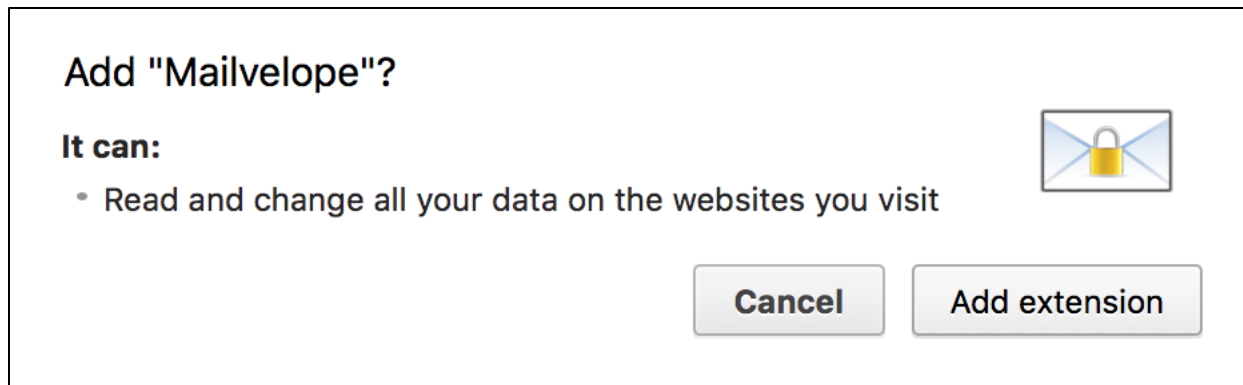 Add "Mailvelope"?
It can:
• Read and change all your data on the websites you visit
Cancel
Add extension